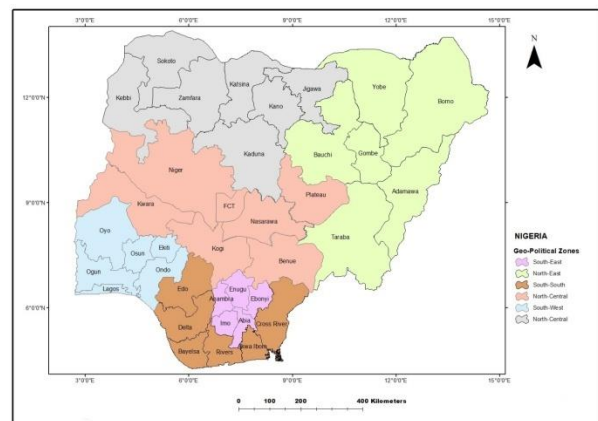 3°0'0"E 6°0'0"E 9°0'0"E 12°0'0"E 15°0'0"E
N
12°0'0"N
9°0'0"N
6°0'0"N
Sokoto
Katsina
Jigawa
Yobe
Borno
Kebbi
Zamfara
Kano
Bauchi
Gombe
Kaduna
Niger
Adamawa
Plateau
FCT
Kwara
Nasarawa
Taraba
Oyo
Kogi
Benue
Osun
Ekiti
Ogun
Ondo
Lagos
Edo
Enugu
Anambra
Ebonyi
Imo
Abia
Cross River
Delta
Bayelsa
Rivers
Akwa Ibom
NIGERIA
Geo-Political Zones
South-East
North-East
South-South
North-Central
South-West
North-Central
3°0'0"E 6°0'0"E 9°0'0"E 12°0'0"E 15°0'0"E
0 100 200 400 Kilometers